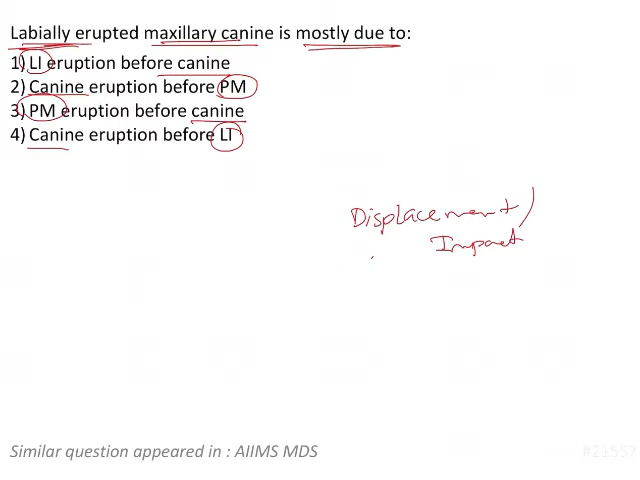 Labially erupted maxillary canine is mostly due to:
1) LI eruption before canine
2) Canine eruption before PM
3) PM eruption before canine
4) Canine eruption before LT
Displacement/
Impact
Similar question appeared in : AIIMS MDS
#21557